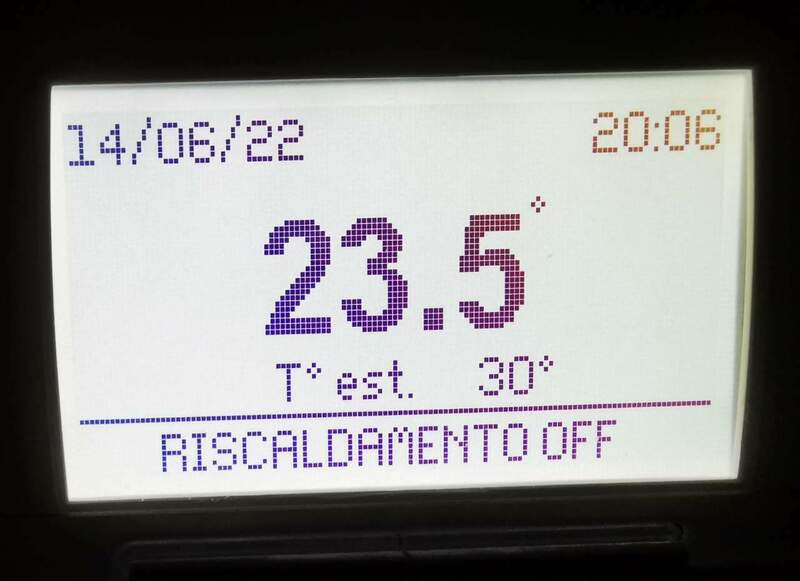 14/06/22 20:06
23.5°
T° est. 30°
RISCALDAMENTO OFF